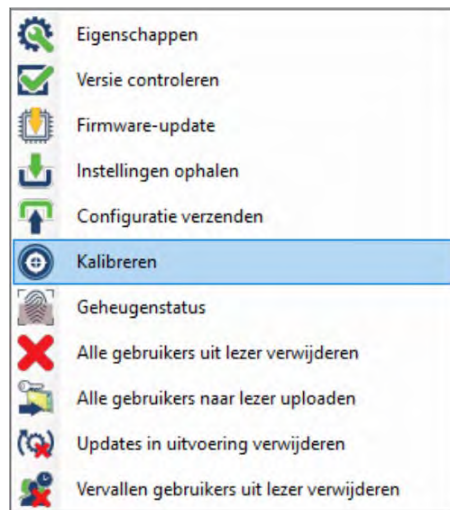 Eigenschappen
Versie controleren
Firmware-update
Instellingen ophalen
Configuratie verzenden
Kalibreren
Geheugenstatus
Alle gebruikers uit lezer verwijderen
Alle gebruikers naar lezer uploaden
Updates in uitvoering verwijderen
Vervallen gebruikers uit lezer verwijderen